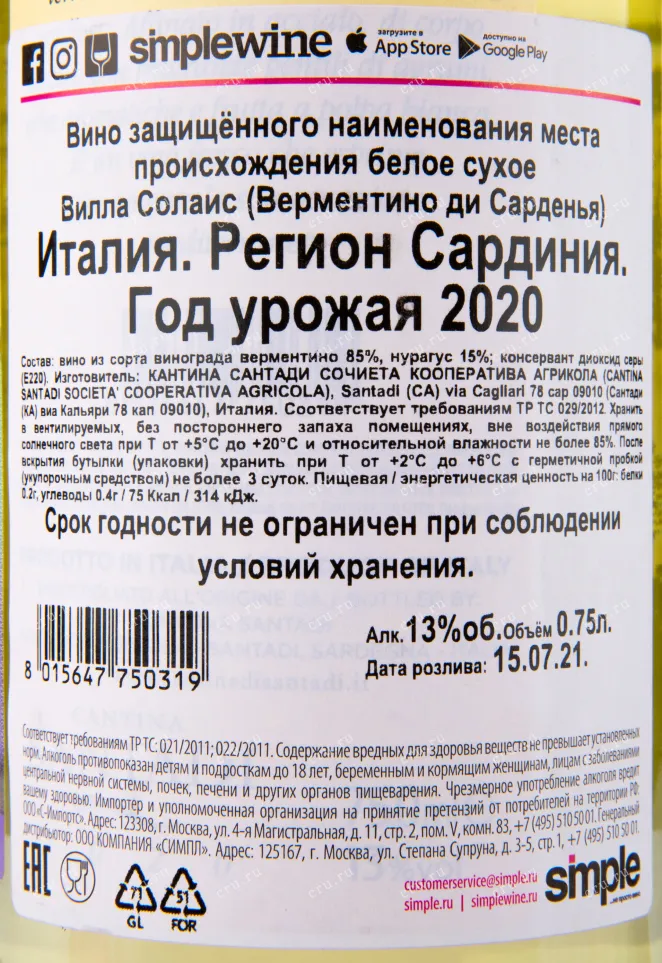 simplewine
загрузите в
App Store
доступно на
Google Play
Вино защищённого наименования места
происхождения белое сухое
Вилла Солаис (Верментино ди Сарденья)
Италия. Регион Сардиния.
Год урожая 2020
Состав: вино из сорта винограда верментино 85%, нурагус 15%; консервант диоксид серы
(E220). Изготовитель: КАНТИНА САНТАДИ СОЧИЕТА КООПЕРАТИВА АГРИКОЛА (CANTINA
SANTADI SOCIETA' COOPERATIVA AGRICOLA), Santadi (CA) via Cagliari 78 cap 09010 (Сантади
(КА) виа Кальяри 78 кап 09010), Италия. Соответствует требованиям ТР ТС 029/2012. Хранить
в вентилируемых, без постороннего запаха помещениях, вне воздействия прямого
солнечного света при Т от +5°С до +20°С и относительной влажности не более 85%. После
вскрытия бутылки (упаковки) хранить при Т от +2°С до +6°С с герметичной пробкой
(укупорочным средством) не более 3 суток. Пищевая / энергетическая ценность на 100г: белки
0.2г, углеводы 0.4г / 75 Ккал / 314 кДж.
Срок годности не ограничен при соблюдении
условий хранения.
8 015647 750319
Алк. 13%об. Объём 0.75л.
Дата розлива: 15.07.21.
Соответствует требованиям ТР ТС: 021/2011; 022/2011. Содержание вредных для здоровья веществ не превышает установленных
норм. Алкоголь противопоказан детям и подросткам до 18 лет, беременным и кормящим женщинам, лицам с заболеваниями
центральной нервной системы, почек, печени и других органов пищеварения. Чрезмерное употребление алкоголя вредит
вашему здоровью. Импортер и уполномоченная организация на принятие претензий от потребителей на территории РФ:
ООО «С-Импортс». Адрес: 123308, г. Москва, ул. 4-я Магистральная, д. 11, стр. 2, пом. V, комн. 83, +7 (495) 510 50 01. Генеральный
дистрибьютор: ООО КОМПАНИЯ «СИМПЛ». Адрес: 125167, г. Москва, ул. Степана Супруна, д. 3-5, стр.1, +7 (495) 510 50 01.
EAC
71
GL
51
FOR
customerservice@simple.ru
simple.ru | simplewine.ru
simple
...не просто вино